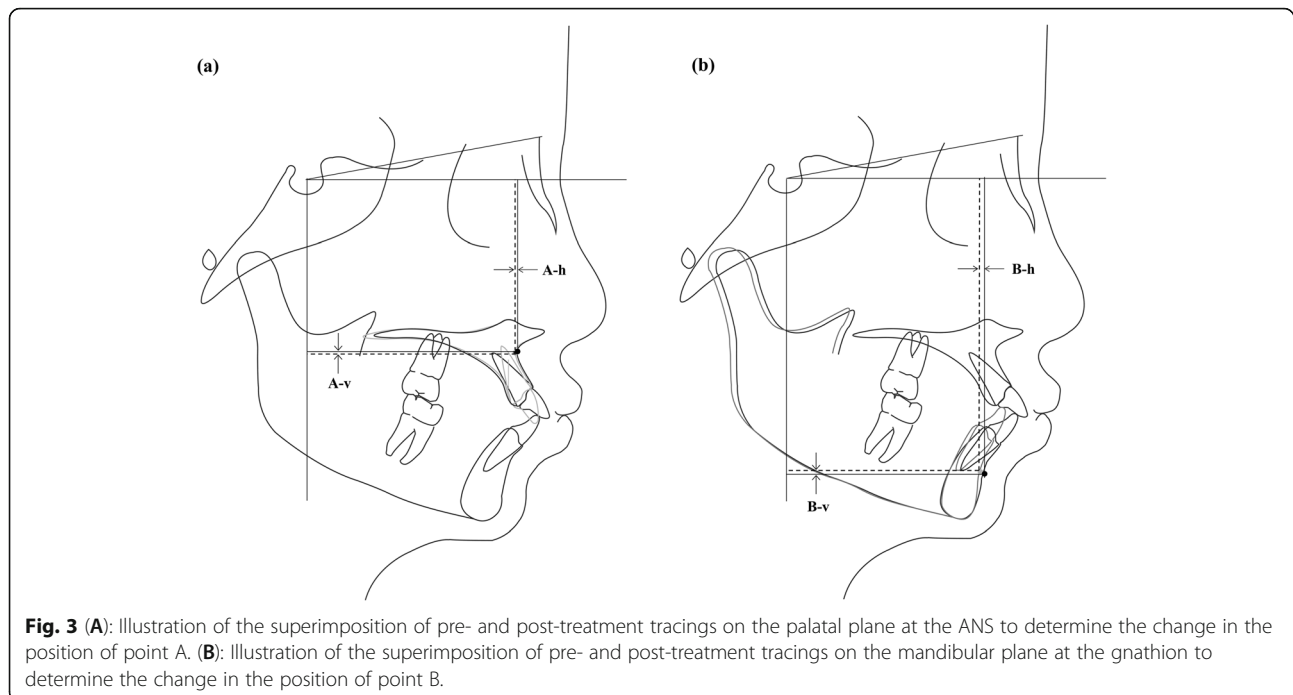 (a)
(b)
A-h
B-h
A-v
B-v
Fig. 3 (A): Illustration of the superimposition of pre- and post-treatment tracings on the palatal plane at the ANS to determine the change in the
position of point A. (B): Illustration of the superimposition of pre- and post-treatment tracings on the mandibular plane at the gnathion to
determine the change in the position of point B.